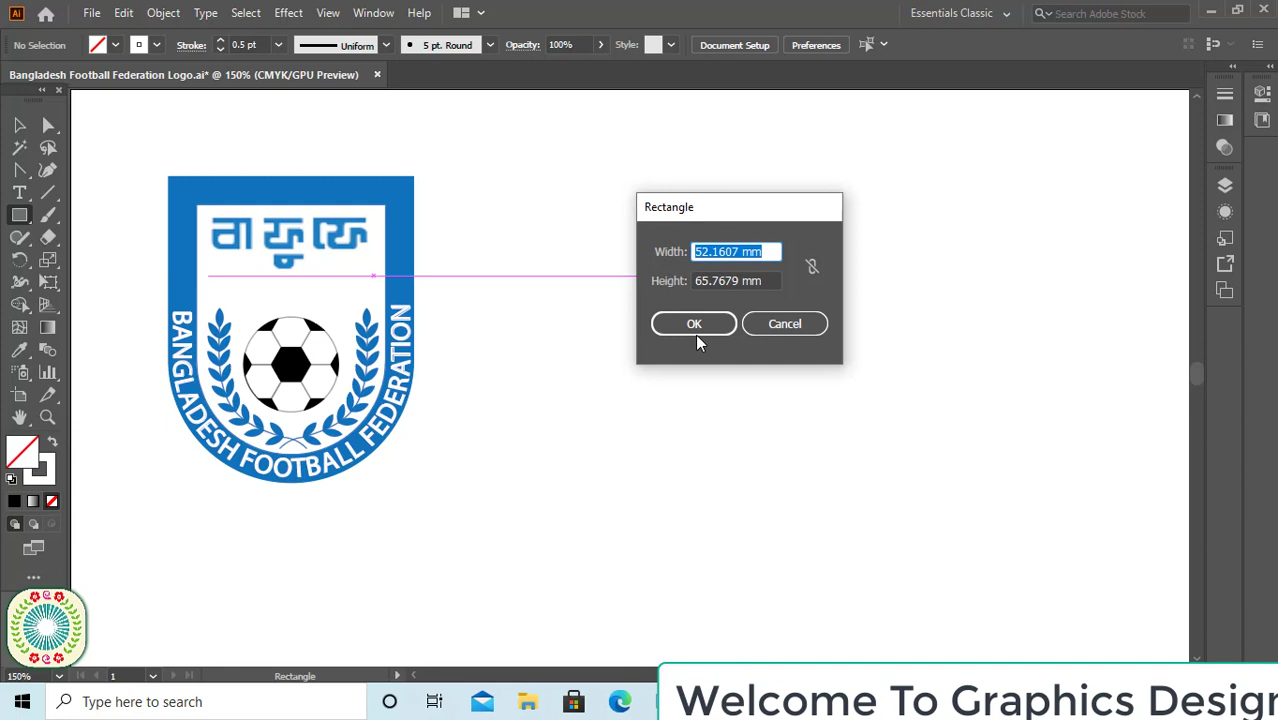 File Edit Object Type Select Effect View Window Help
Essentials Classic
Search Adobe Stock
No Selection
Stroke:
0.5 pt
Uniform
5 pt. Round
Opacity:
100%
Style:
Document Setup
Preferences
Bangladesh Football Federation Logo.ai* @ 150% (CMYK/GPU Preview)
Rectangle
Width: 52.1607 mm
Height: 65.7679 mm
OK Cancel
বা ফু ফে
BANGLADESH FOOTBALL FEDERATION
150%
1
Rectangle
Type here to search
Welcome To Graphics Design